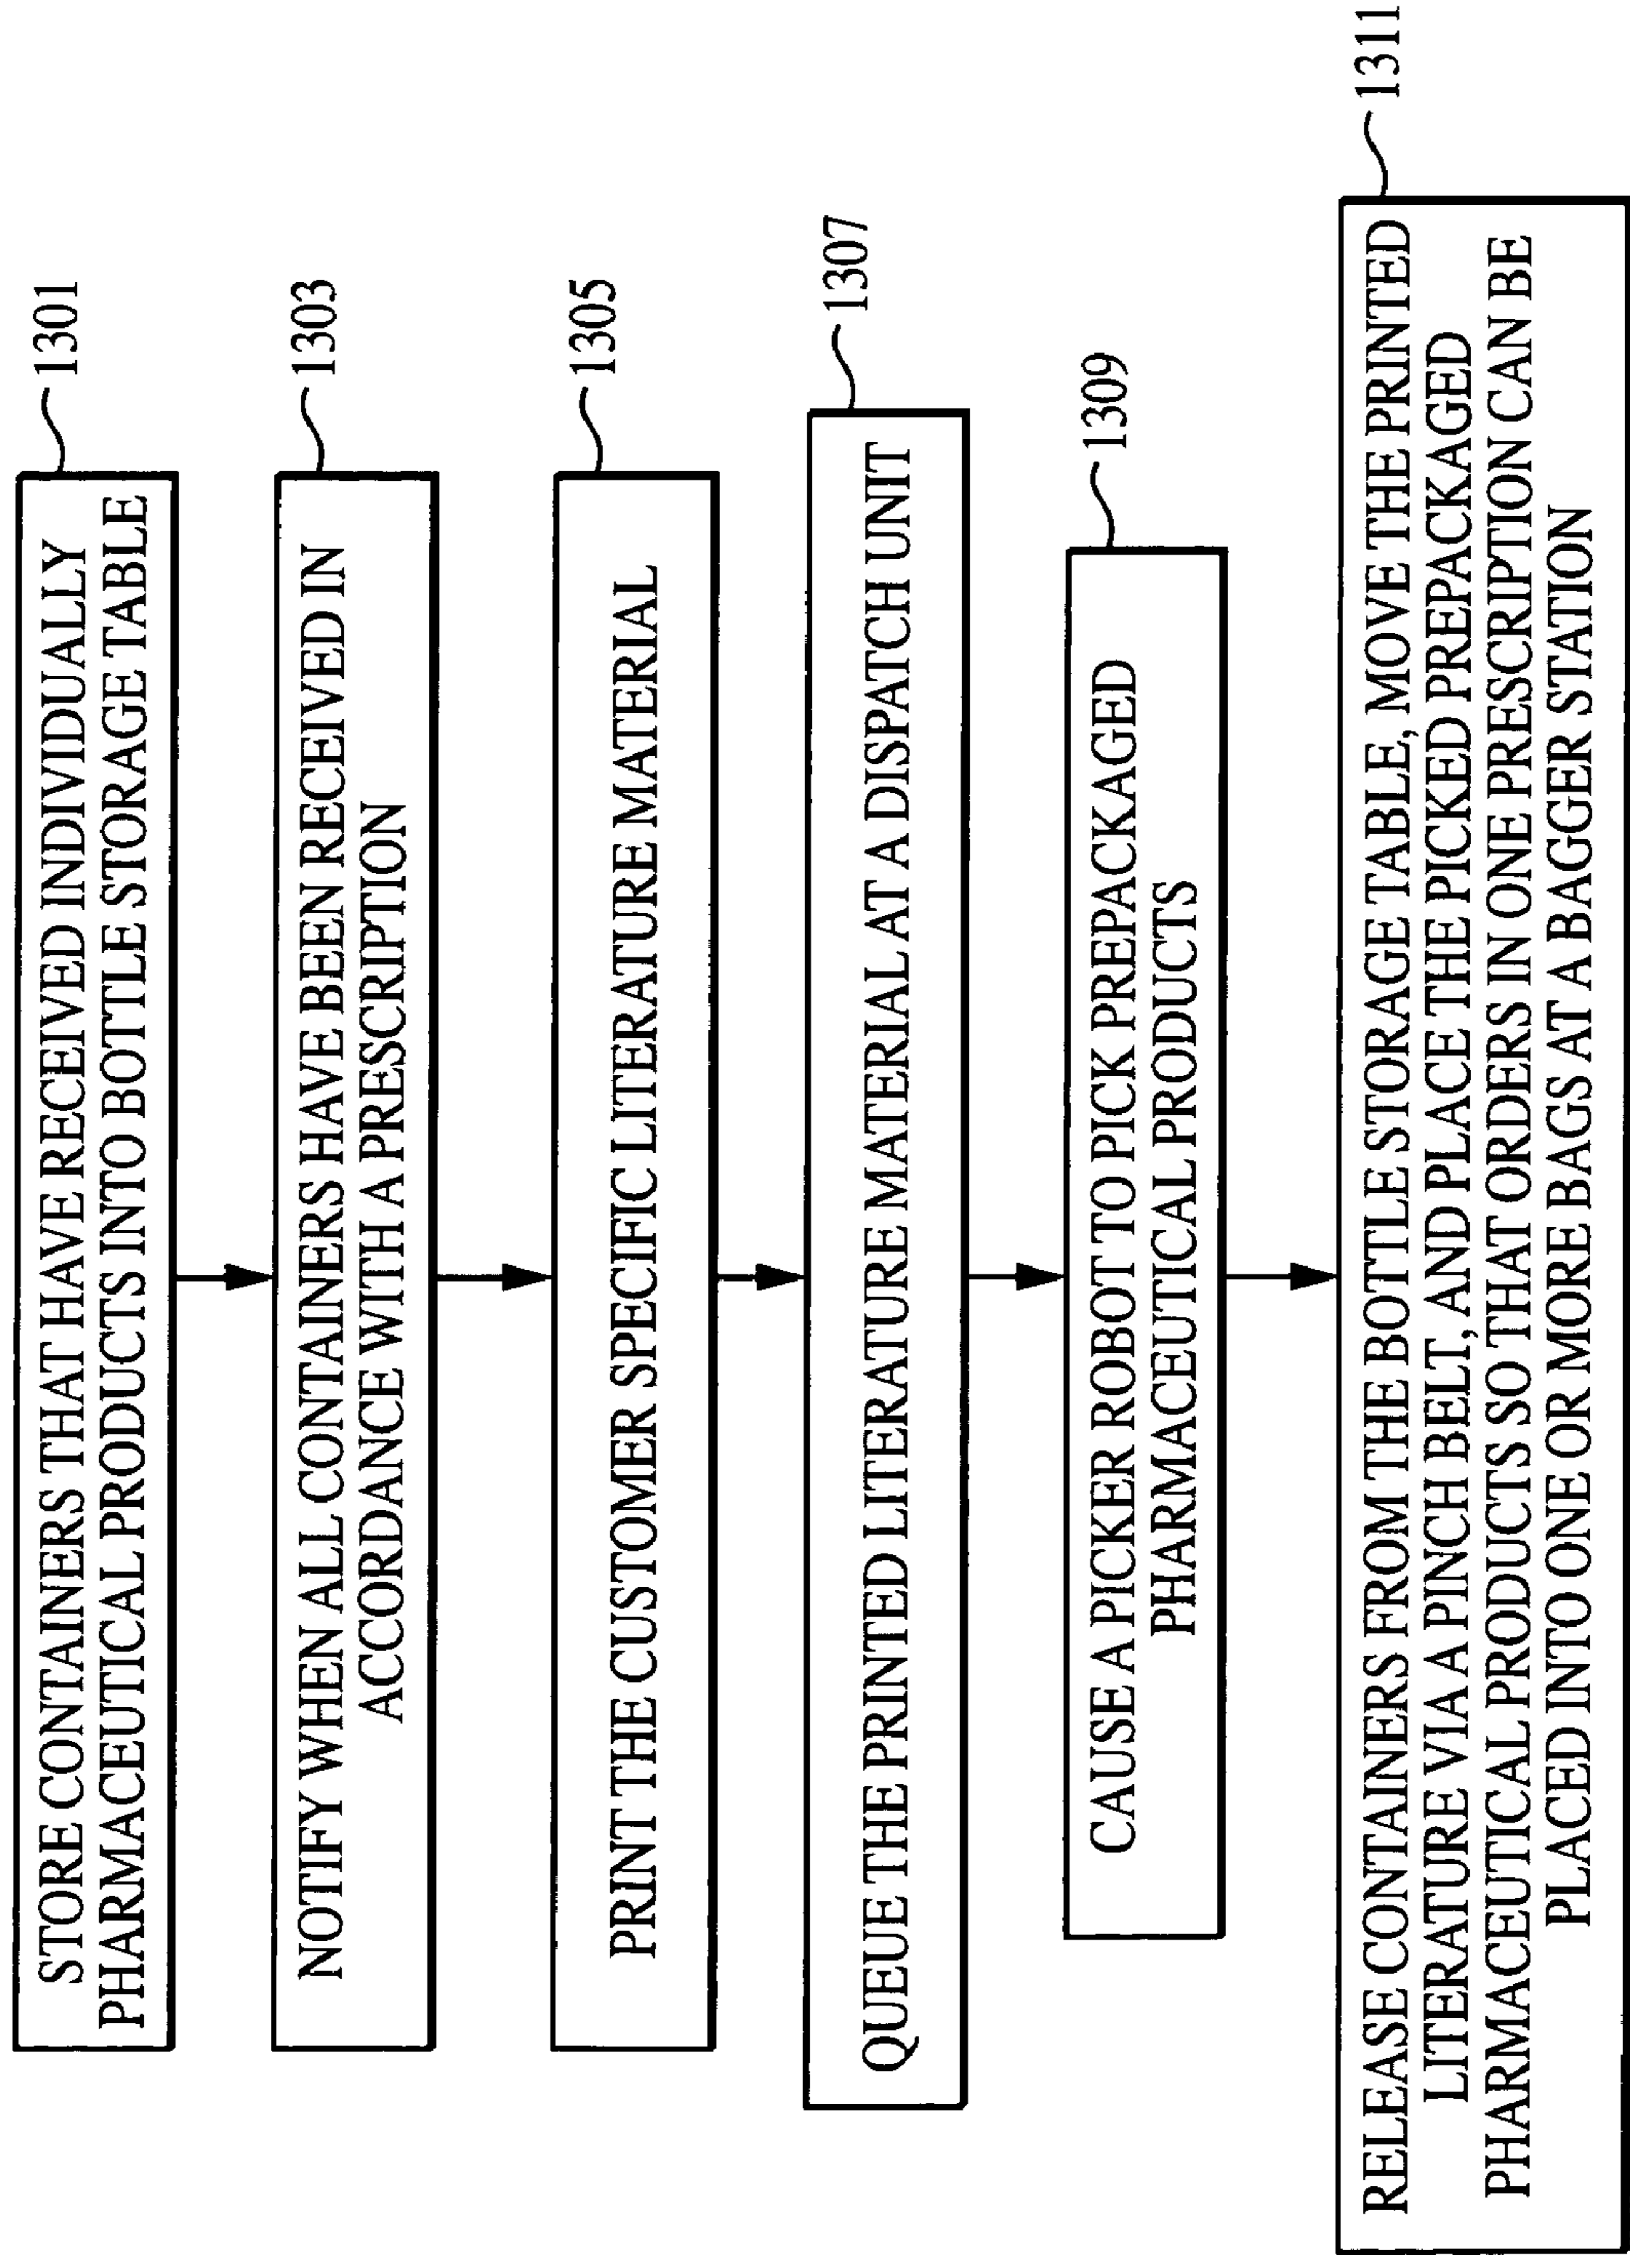 1301
STORE CONTAINERS THAT HAVE RECEIVED INDIVIDUALLY
PHARMACEUTICAL PRODUCTS INTO BOTTLE STORAGE TABLE
1303
NOTIFY WHEN ALL CONTAINERS HAVE BEEN RECEIVED IN
ACCORDANCE WITH A PRESCRIPTION
1305
PRINT THE CUSTOMER SPECIFIC LITERATURE MATERIAL
1307
QUEUE THE PRINTED LITERATURE MATERIAL AT A DISPATCH UNIT
1309
CAUSE A PICKER ROBOT TO PICK PREPACKAGED
PHARMACEUTICAL PRODUCTS
1311
RELEASE CONTAINERS FROM THE BOTTLE STORAGE TABLE, MOVE THE PRINTED
LITERATURE VIA A PINCH BELT, AND PLACE THE PICKED PREPACKAGED
PHARMACEUTICAL PRODUCTS SO THAT ORDERS IN ONE PRESCRIPTION CAN BE
PLACED INTO ONE OR MORE BAGS AT A BAGGER STATION